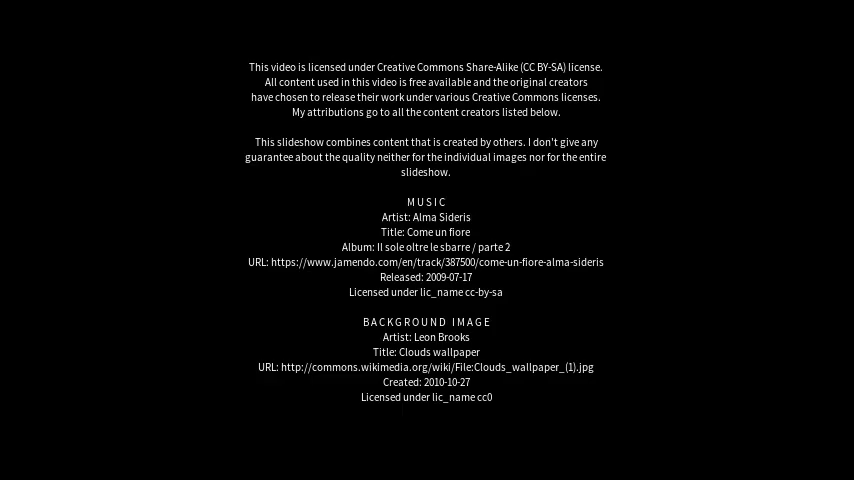 This video is licensed under Creative Commons Share-Alike (CC BY-SA) license.
All content used in this video is free available and the original creators
have chosen to release their work under various Creative Commons licenses.
My attributions go to all the content creators listed below.
This slideshow combines content that is created by others. I don't give any
guarantee about the quality neither for the individual images nor for the entire
slideshow.
MUSIC
Artist: Alma Sideris
Title: Come un fiore
Album: Il sole oltre le sbarre / parte 2
URL: https://www.jamendo.com/en/track/387500/come-un-fiore-alma-sideris
Released: 2009-07-17
Licensed under lic_name cc-by-sa
BACKGROUND IMAGE
Artist: Leon Brooks
Title: Clouds wallpaper
URL: http://commons.wikimedia.org/wiki/File:Clouds_wallpaper_(1).jpg
Created: 2010-10-27
Licensed under lic_name cc0